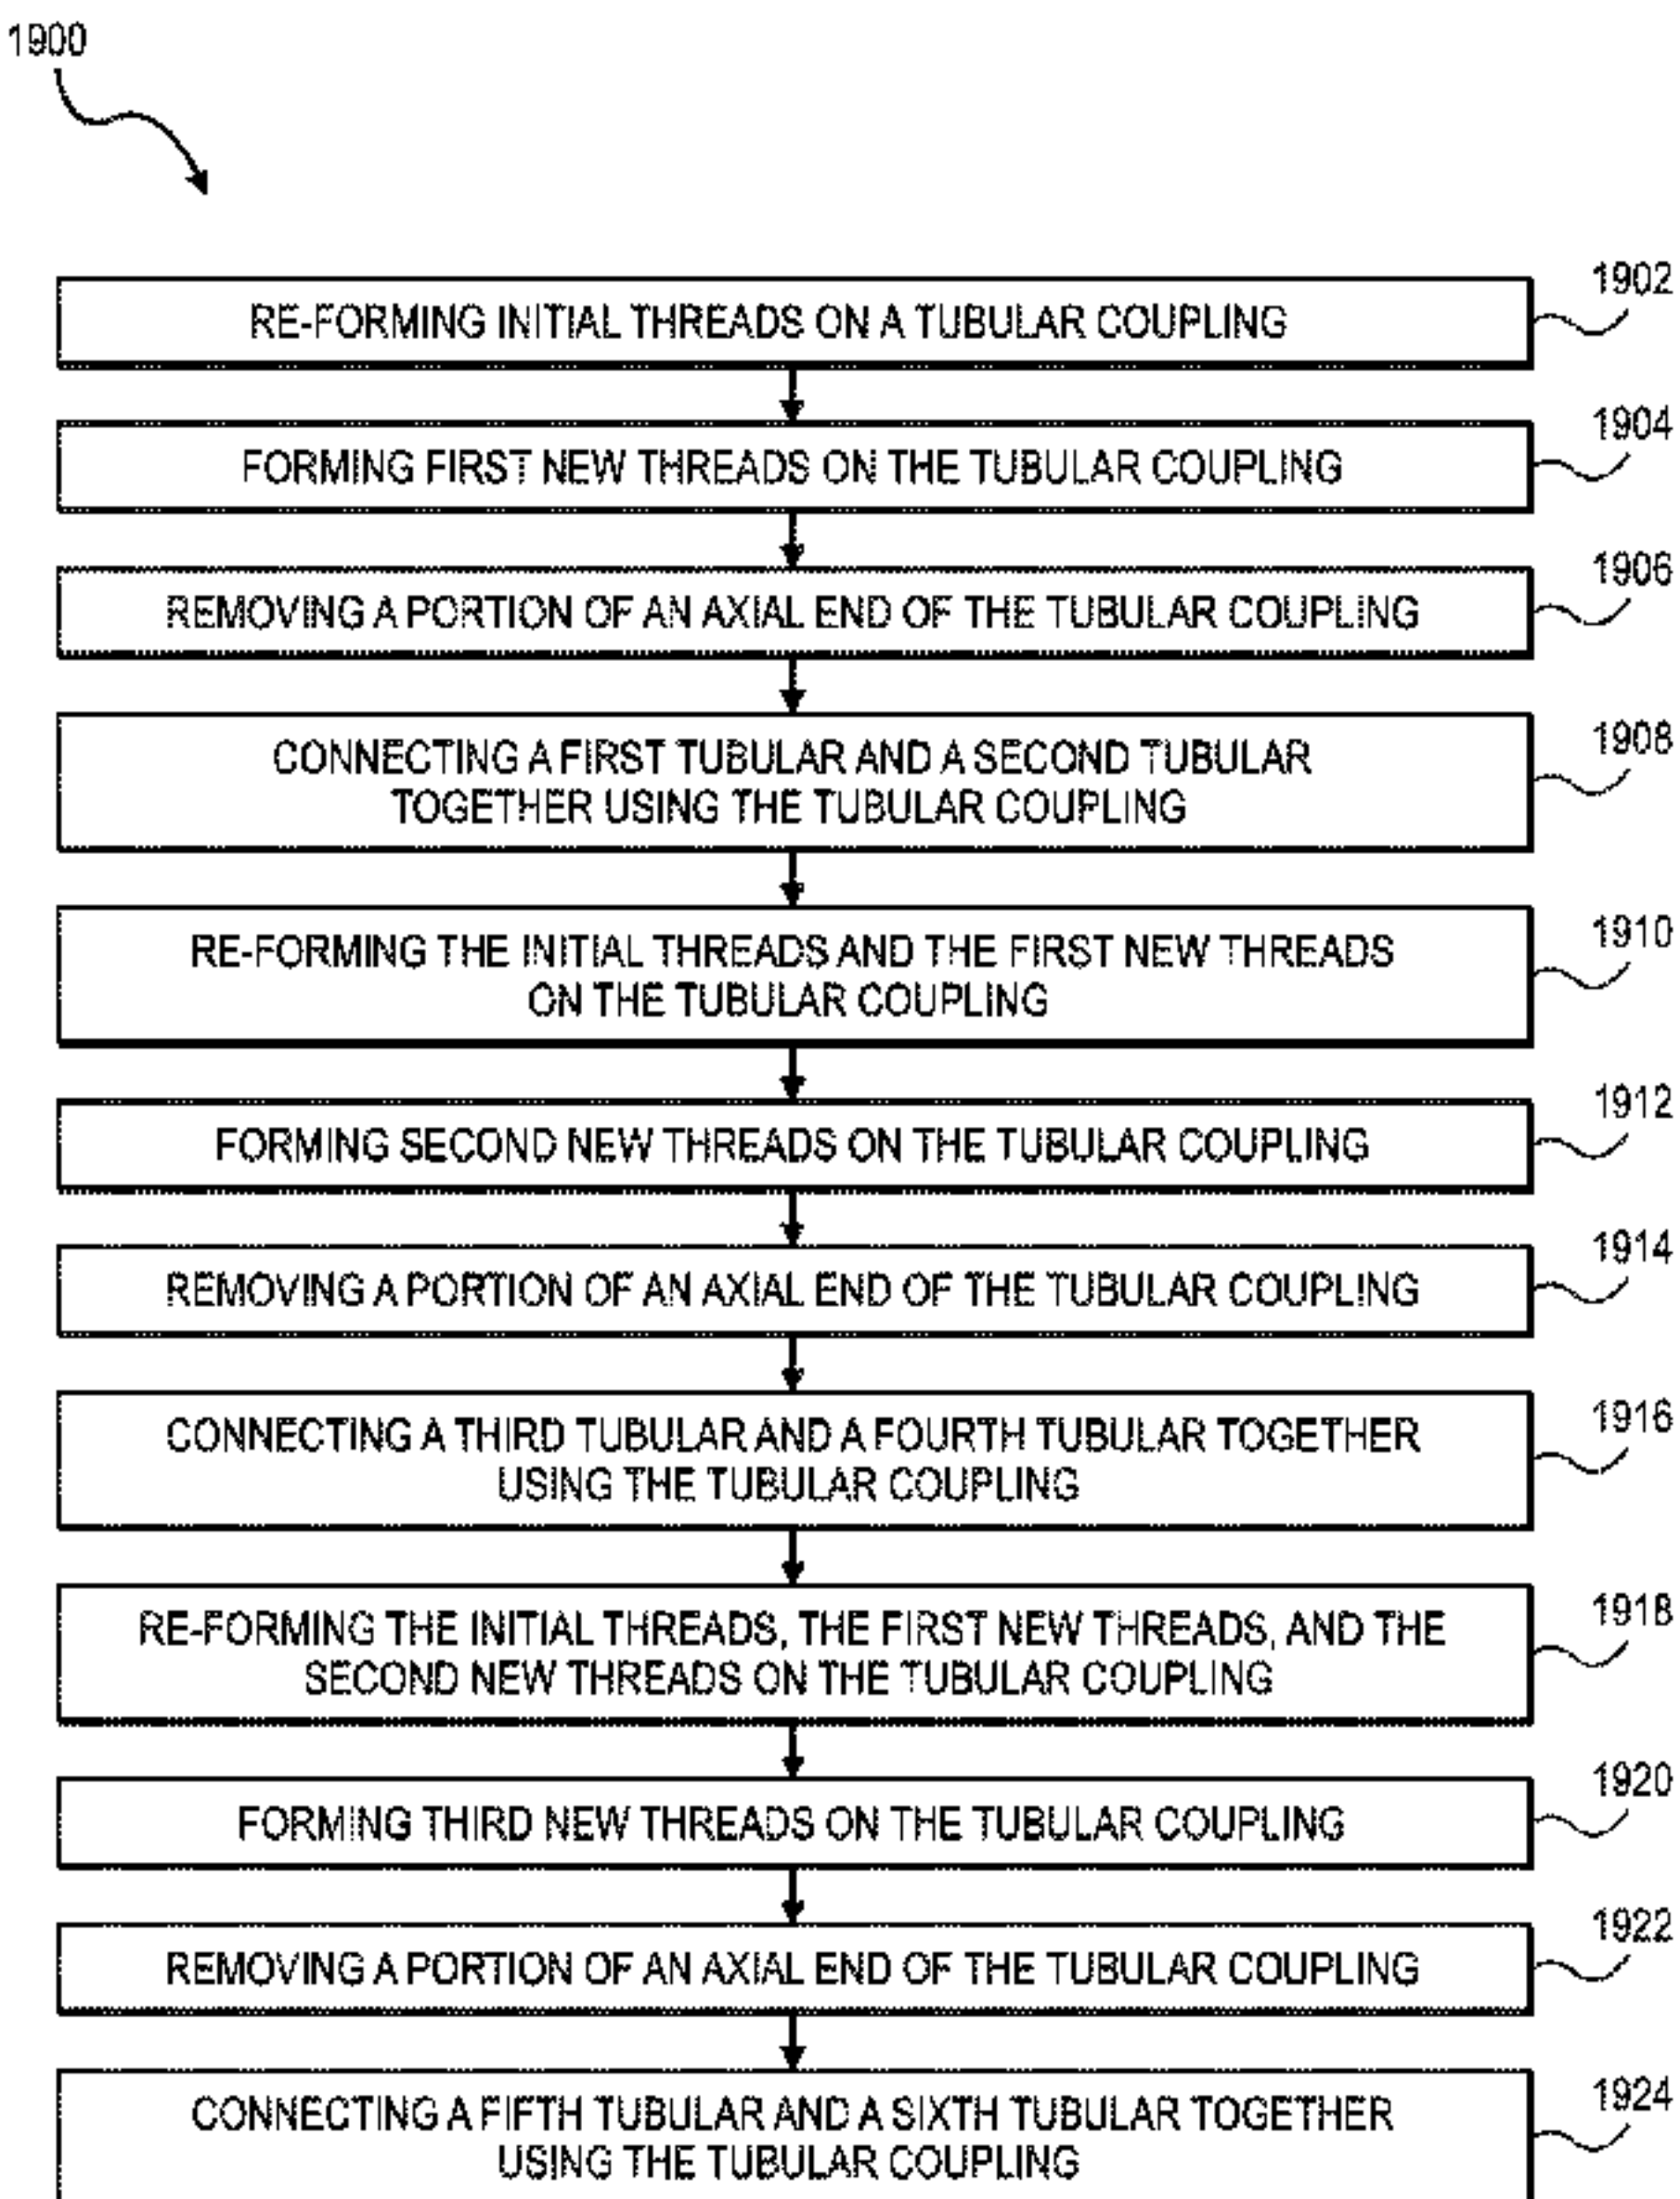 1900
RE-FORMING INITIAL THREADS ON A TUBULAR COUPLING
1902
FORMING FIRST NEW THREADS ON THE TUBULAR COUPLING
1904
REMOVING A PORTION OF AN AXIAL END OF THE TUBULAR COUPLING
1906
CONNECTING A FIRST TUBULAR AND A SECOND TUBULAR
TOGETHER USING THE TUBULAR COUPLING
1908
RE-FORMING THE INITIAL THREADS AND THE FIRST NEW THREADS
ON THE TUBULAR COUPLING
1910
FORMING SECOND NEW THREADS ON THE TUBULAR COUPLING
1912
REMOVING A PORTION OF AN AXIAL END OF THE TUBULAR COUPLING
1914
CONNECTING A THIRD TUBULAR AND A FOURTH TUBULAR TOGETHER
USING THE TUBULAR COUPLING
1916
RE-FORMING THE INITIAL THREADS, THE FIRST NEW THREADS, AND THE
SECOND NEW THREADS ON THE TUBULAR COUPLING
1918
FORMING THIRD NEW THREADS ON THE TUBULAR COUPLING
1920
REMOVING A PORTION OF AN AXIAL END OF THE TUBULAR COUPLING
1922
CONNECTING A FIFTH TUBULAR AND A SIXTH TUBULAR TOGETHER
USING THE TUBULAR COUPLING
1924